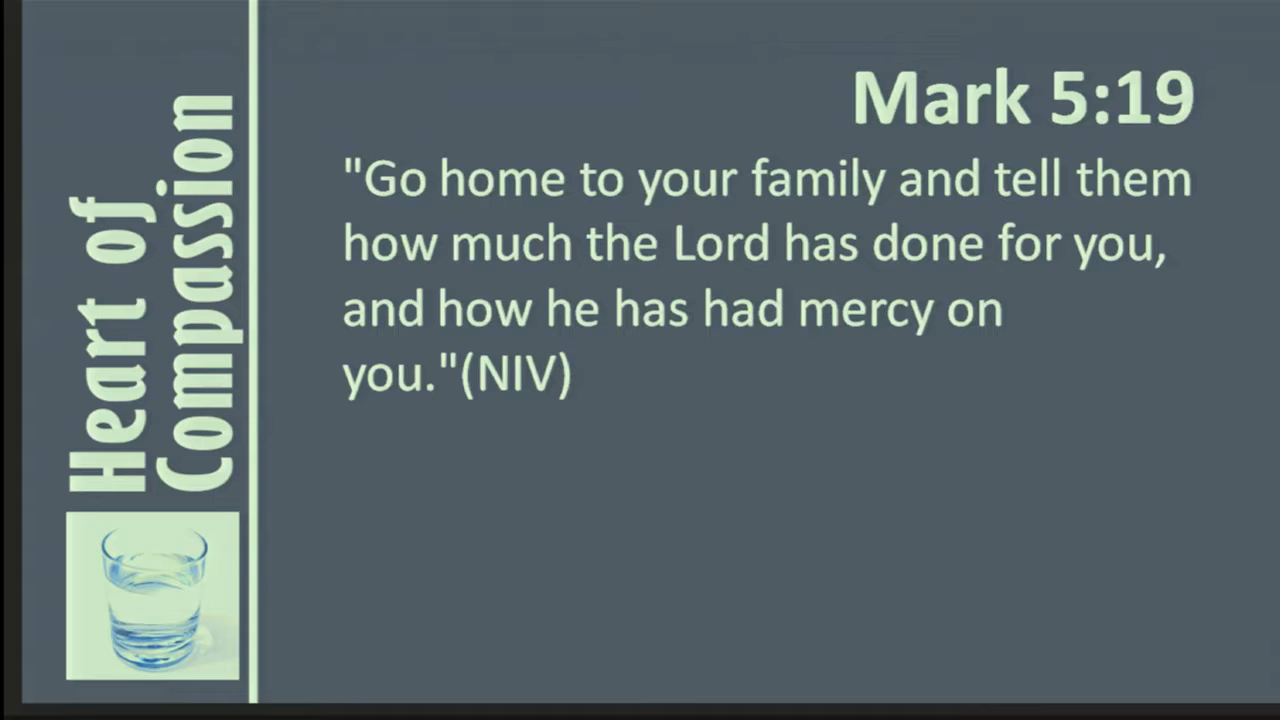 Heart of
Compassion
Mark 5:19
"Go home to your family and tell them
how much the Lord has done for you,
and how he has had mercy on
you."(NIV)